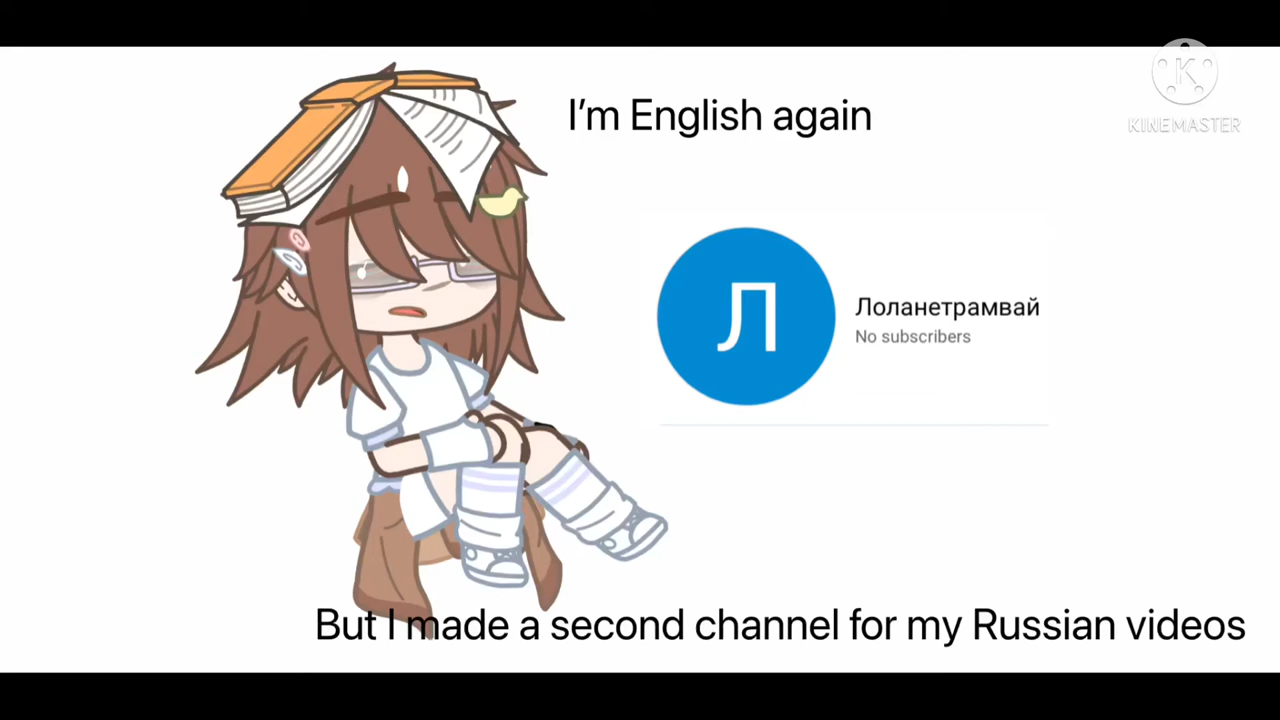 I'm English again
KINEMASTER
Л
Лоланетрамвай
No subscribers
But I made a second channel for my Russian videos